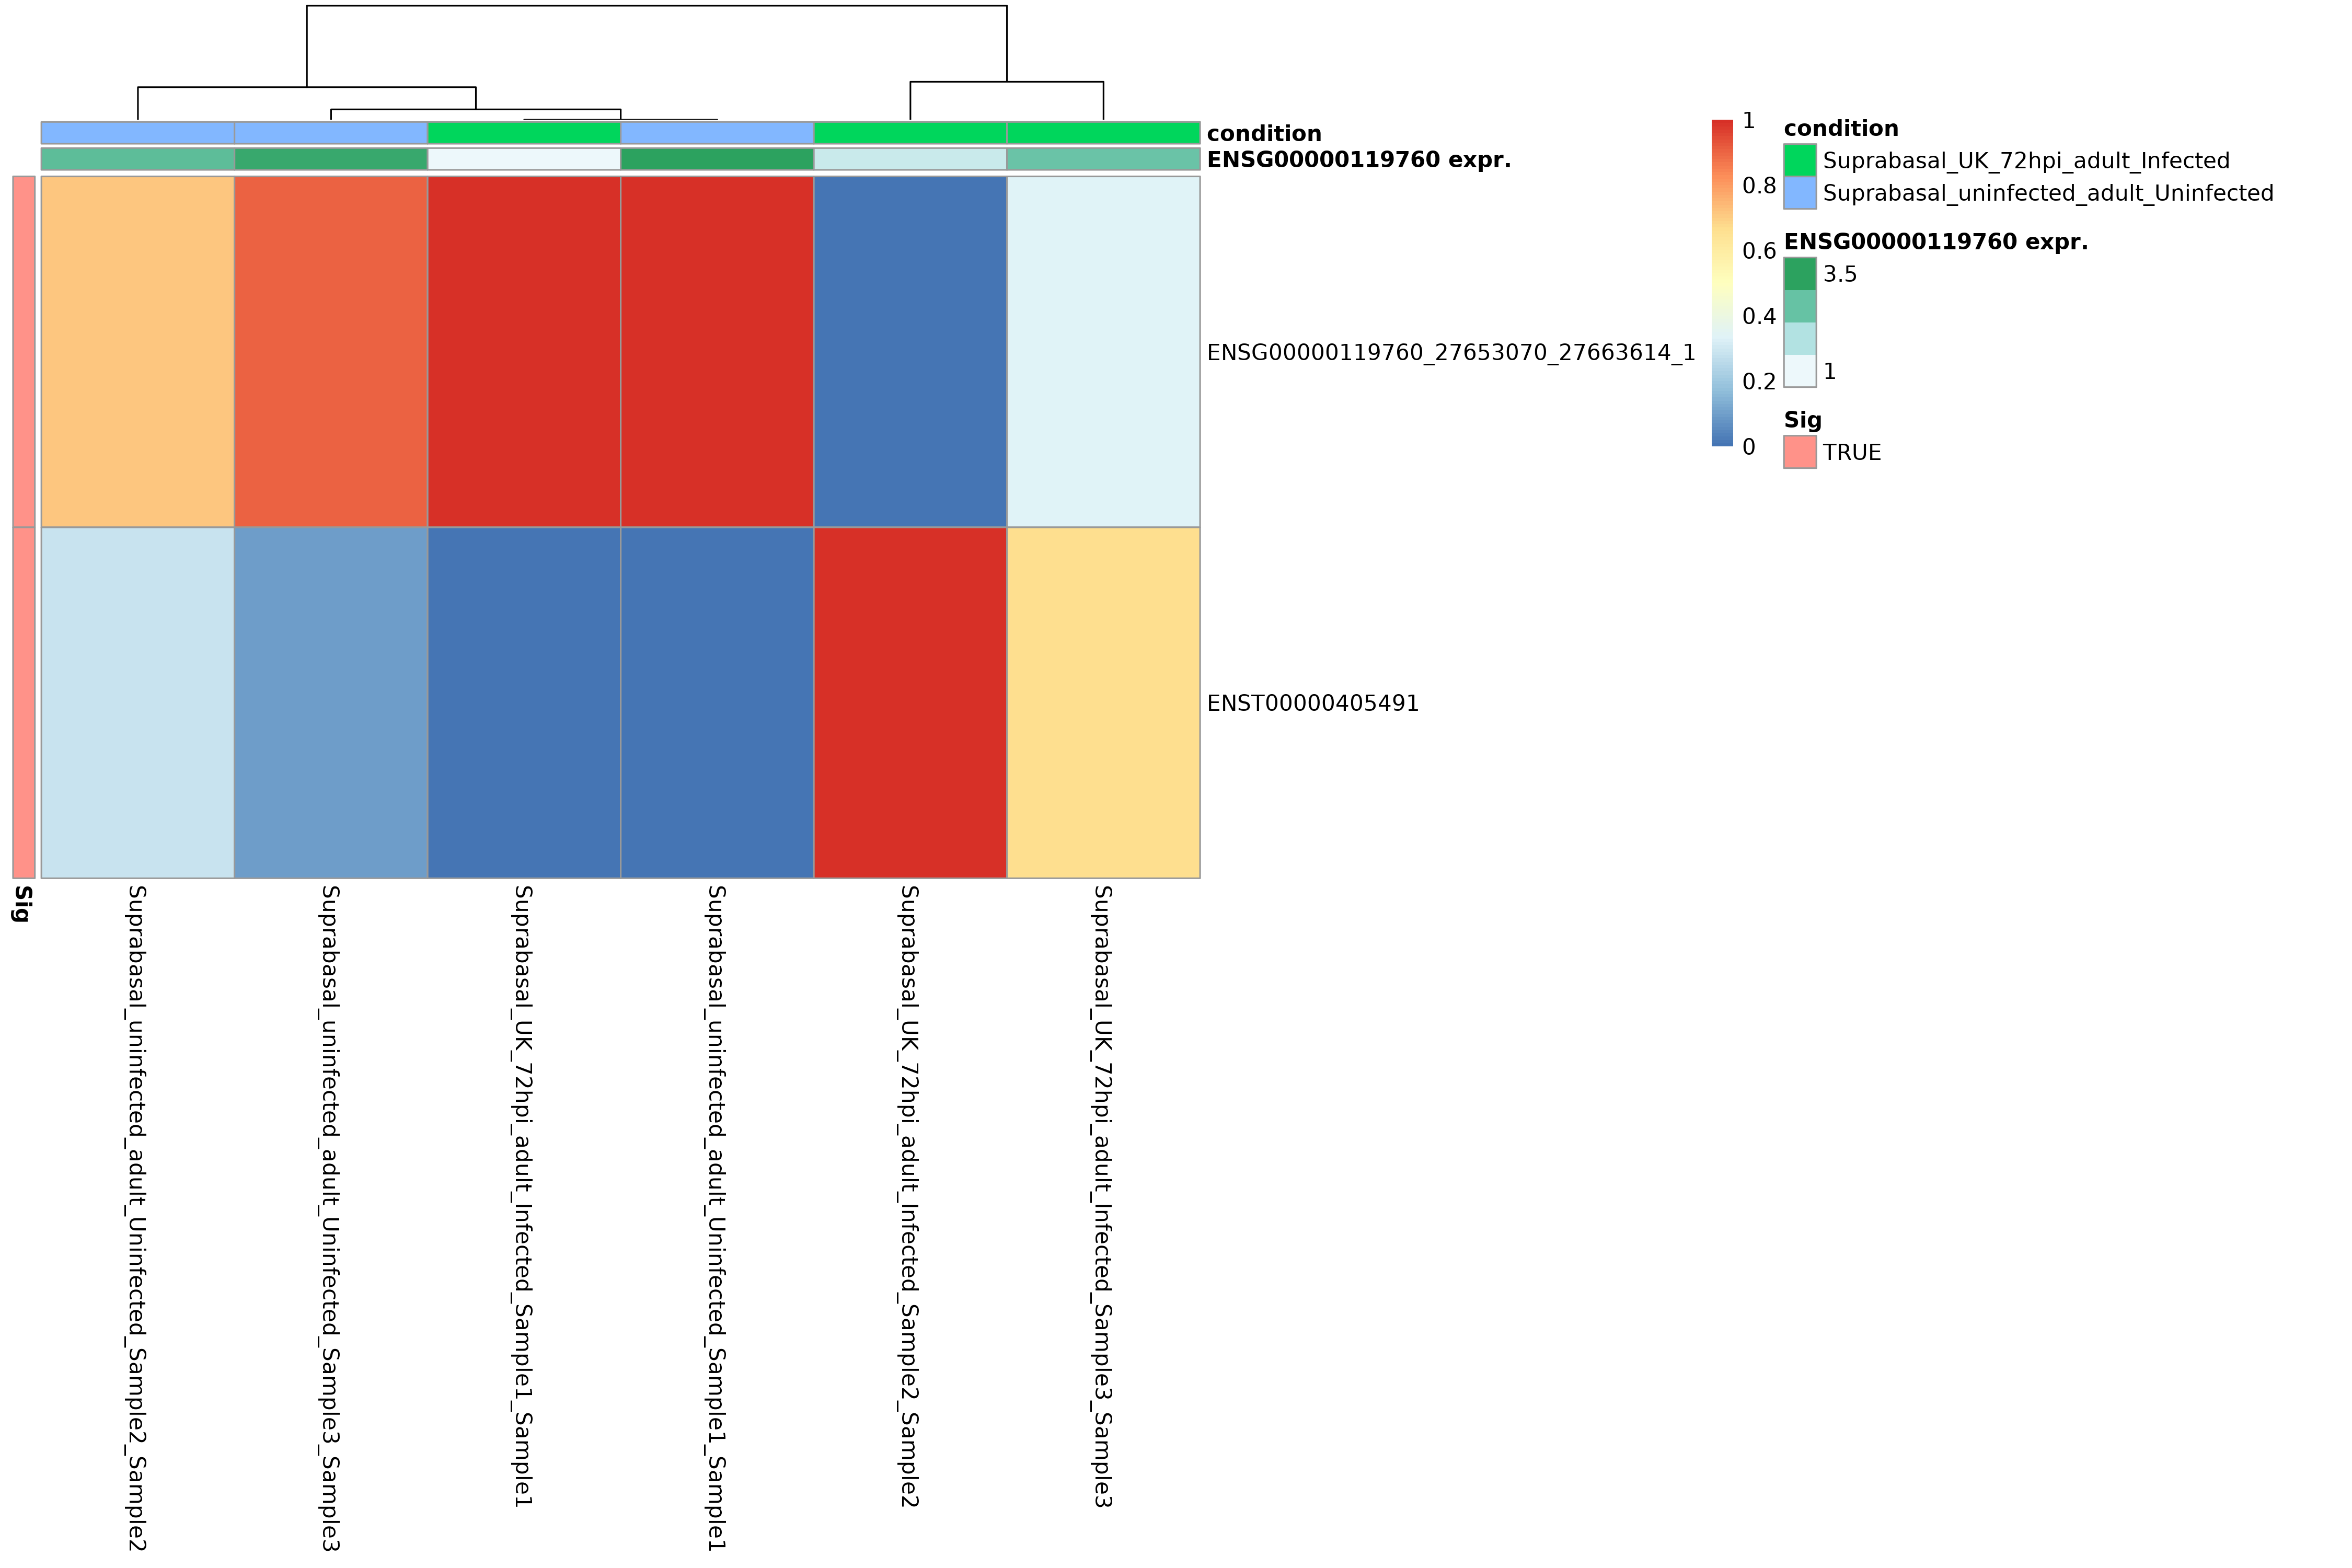 condition
ENSG00000119760 expr.
ENSG00000119760_27653070_27663614_1
ENST00000405491
1
0.8
0.6
0.4
0.2
0
condition
Suprabasal_UK_72hpi_adult_Infected
Suprabasal_uninfected_adult_Uninfected
ENSG00000119760 expr.
3.5
1
Sig
TRUE
Sig
Suprabasal_uninfected_adult_Uninfected_Sample2_Sample2
Suprabasal_uninfected_adult_Uninfected_Sample3_Sample3
Suprabasal_UK_72hpi_adult_Infected_Sample1_Sample1
Suprabasal_uninfected_adult_Uninfected_Sample1_Sample1
Suprabasal_UK_72hpi_adult_Infected_Sample2_Sample2
Suprabasal_UK_72hpi_adult_Infected_Sample3_Sample3